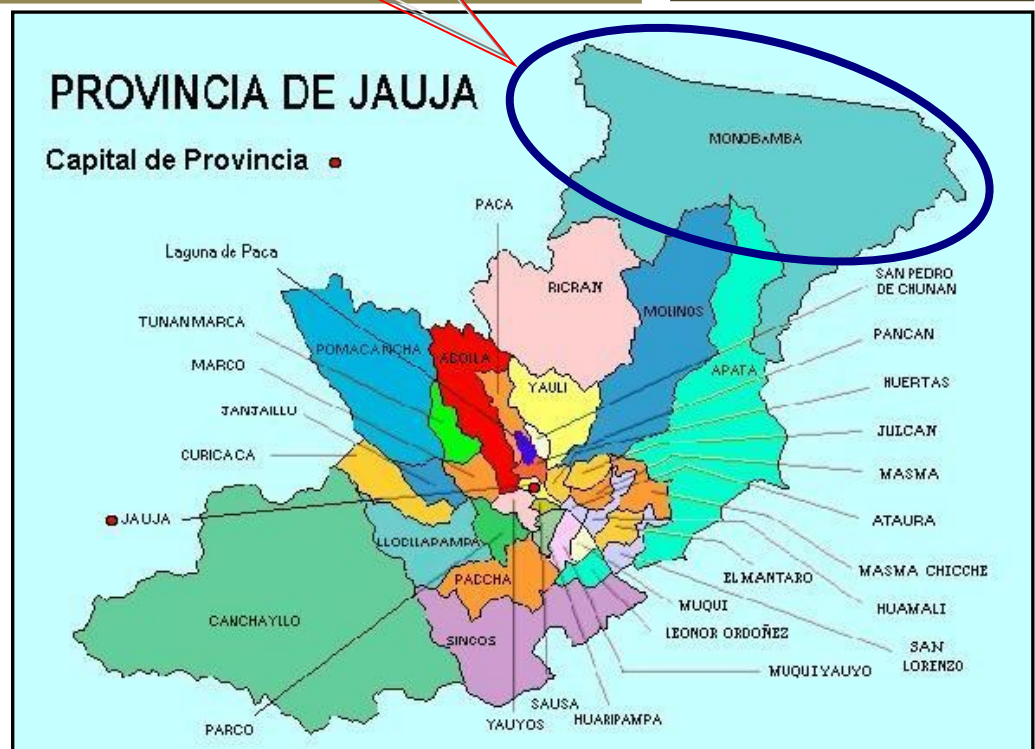 PROVINCIA DE JAUJA
Capital de Provincia
MONOBAMBA
PACA
Laguna de Paca
RICRAN
SAN PEDRO
DE CHUNAN
TUNANMARCA
MOLINOS
PANCAN
POMACANCHA
ACOLLA
MARCO
YAULI
APATA
HUERTAS
JANJAILLU
JULCAN
CURICACA
MASMA
JAUJA
ATAURA
LLOCLLAPAMPA
PACCHA
EL MANTARO
MASMA CHICCHE
CANCHAYLLO
MUQUI
HUAMALI
SINCOS
LEONOR ORDOÑEZ
SAN
LORENZO
MUQUIYAUYO
SAUSA
HUARIPAMPA
YAUYOS
PARCO